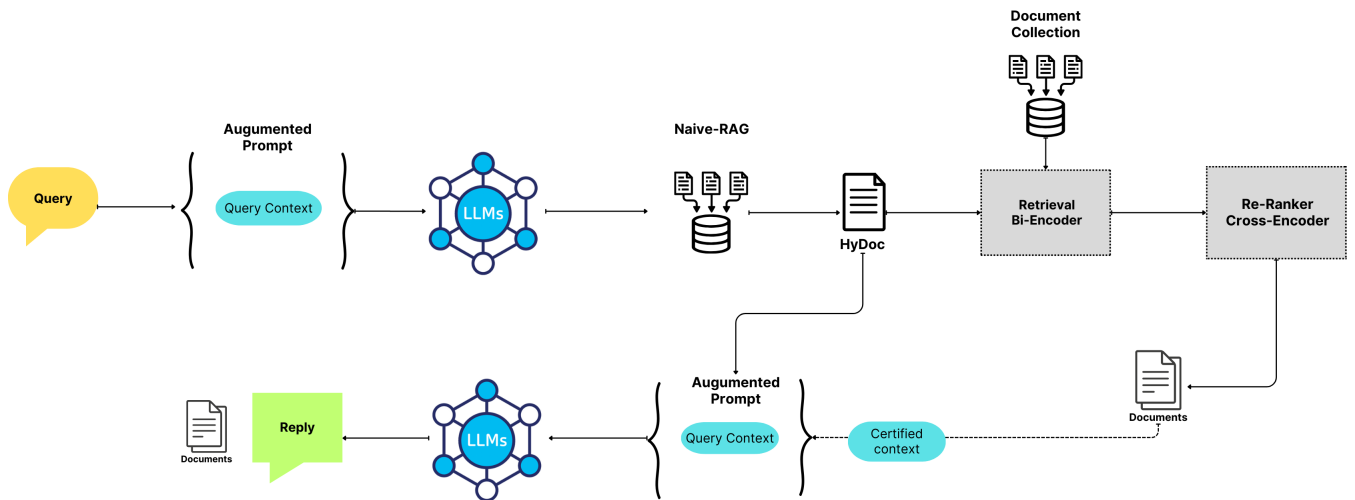 Document
Collection
Augumented
Prompt
Naive-RAG
Query
Query Context
LLMs
HyDoc
Retrieval
Bi-Encoder
Re-Ranker
Cross-Encoder
Augumented
Prompt
Query Context
Certified
context
Documents
LLMs
Reply
Documents